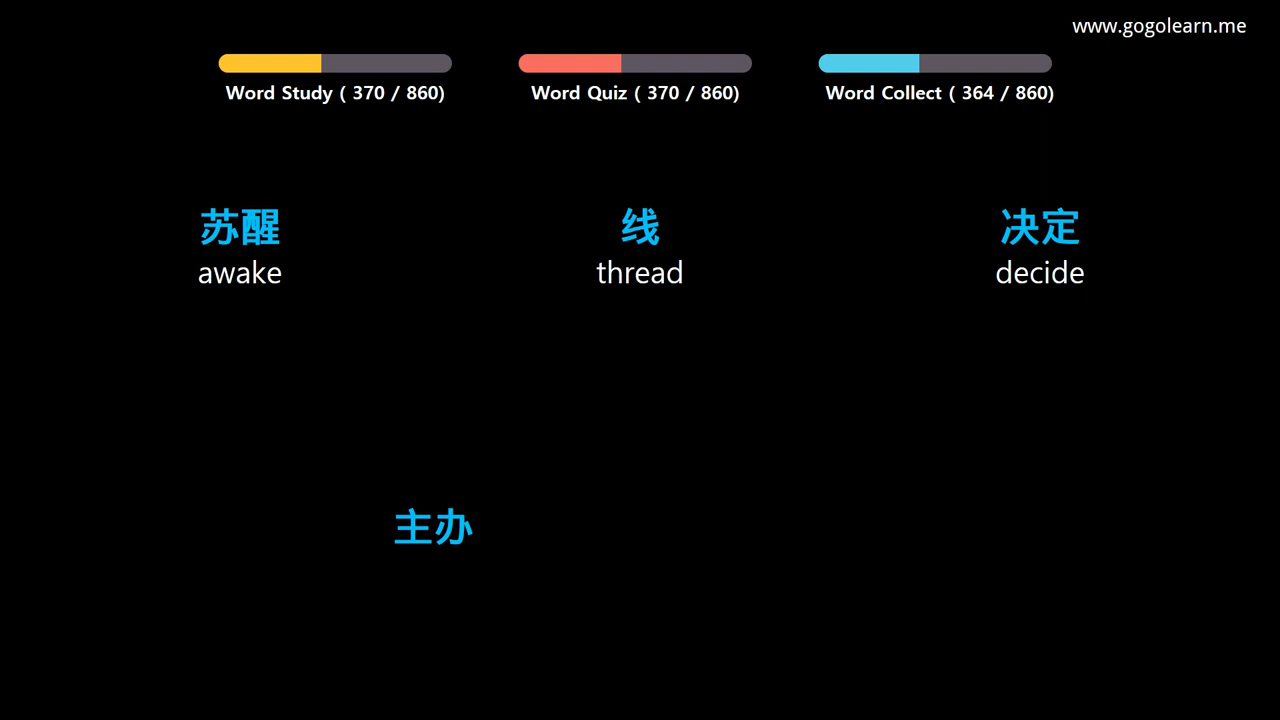 www.gogolearn.me
Word Study ( 370 / 860)
Word Quiz ( 370 / 860)
Word Collect ( 364 / 860)
苏醒
awake
线
thread
决定
decide
主办